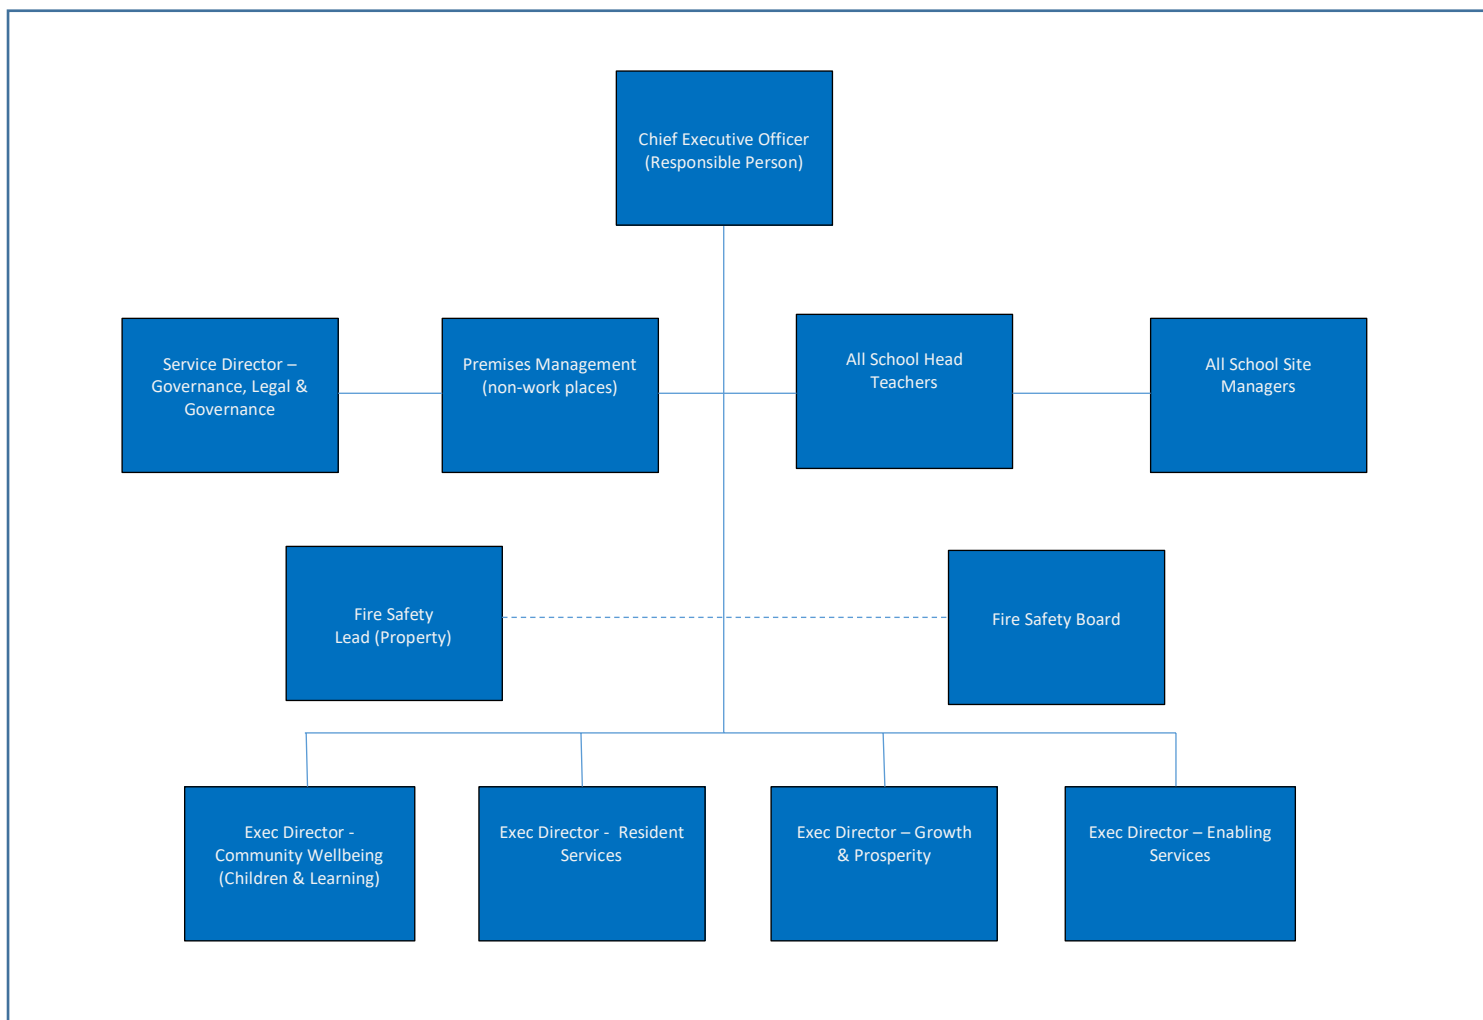 Chief Executive Officer
(Responsible Person)
Service Director –
Governance, Legal &
Governance
Premises Management
(non-work places)
All School Head
Teachers
All School Site
Managers
Fire Safety
Lead (Property)
Fire Safety Board
Exec Director -
Community Wellbeing
(Children & Learning)
Exec Director -  Resident
Services
Exec Director – Growth
& Prosperity
Exec Director – Enabling
Services